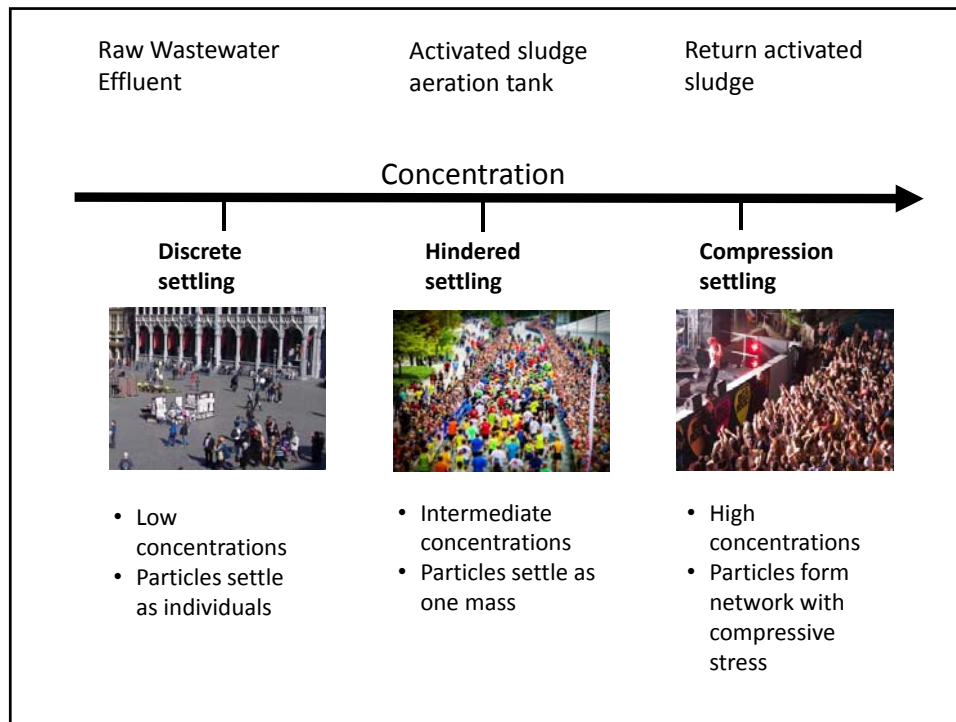 Raw Wastewater
Effluent
Activated sludge
aeration tank
Return activated
sludge
Concentration
Discrete
settling
Hindered
settling
Compression
settling
• Low
concentrations
• Particles settle
as individuals
• Intermediate
concentrations
• Particles settle as
one mass
• High
concentrations
• Particles form
network with
compressive
stress